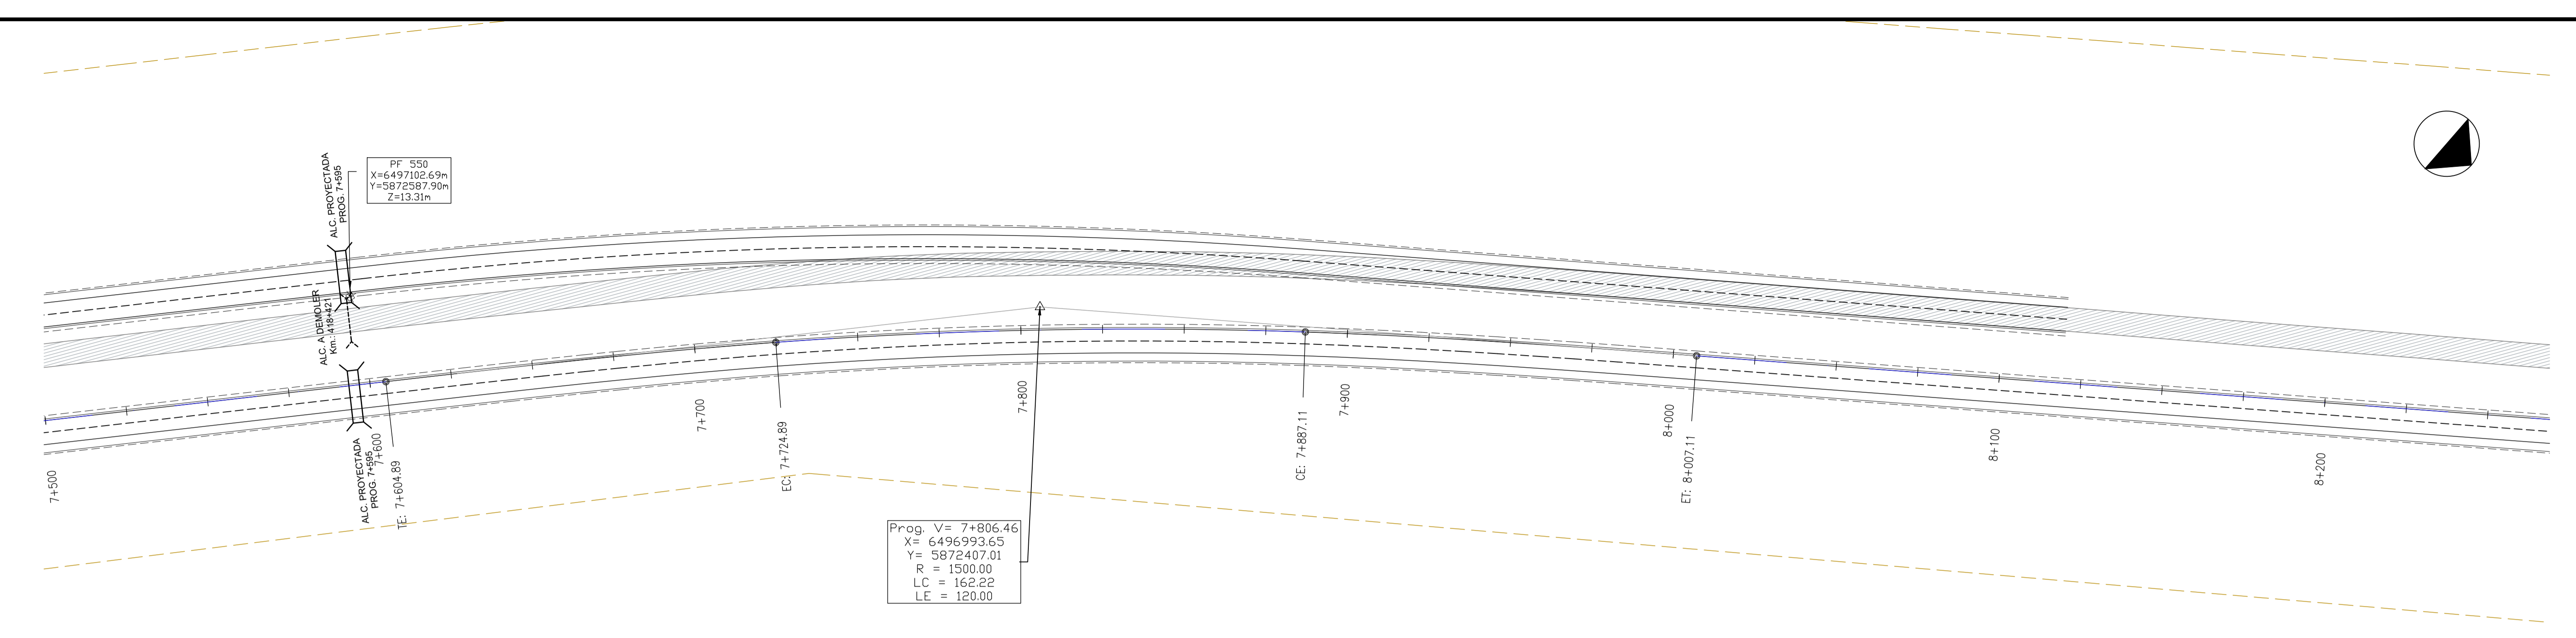 ALC. PROYECTADA
PROG. 7+595
PF 550
X=6497102.69m
Y=5872587.90m
Z=13.31m
ALC. A DEMOLER
Km.: 418+421
ALC. PROYECTADA
PROG. 7+595
7+500
7+600
TE: 7+604.89
7+700
EC: 7+724.89
7+800
Prog. V= 7+806.46
X= 6496993.65
Y= 5872407.01
R = 1500.00
LC = 162.22
LE = 120.00
CE: 7+887.11
7+900
8+000
ET: 8+007.11
8+100
8+200